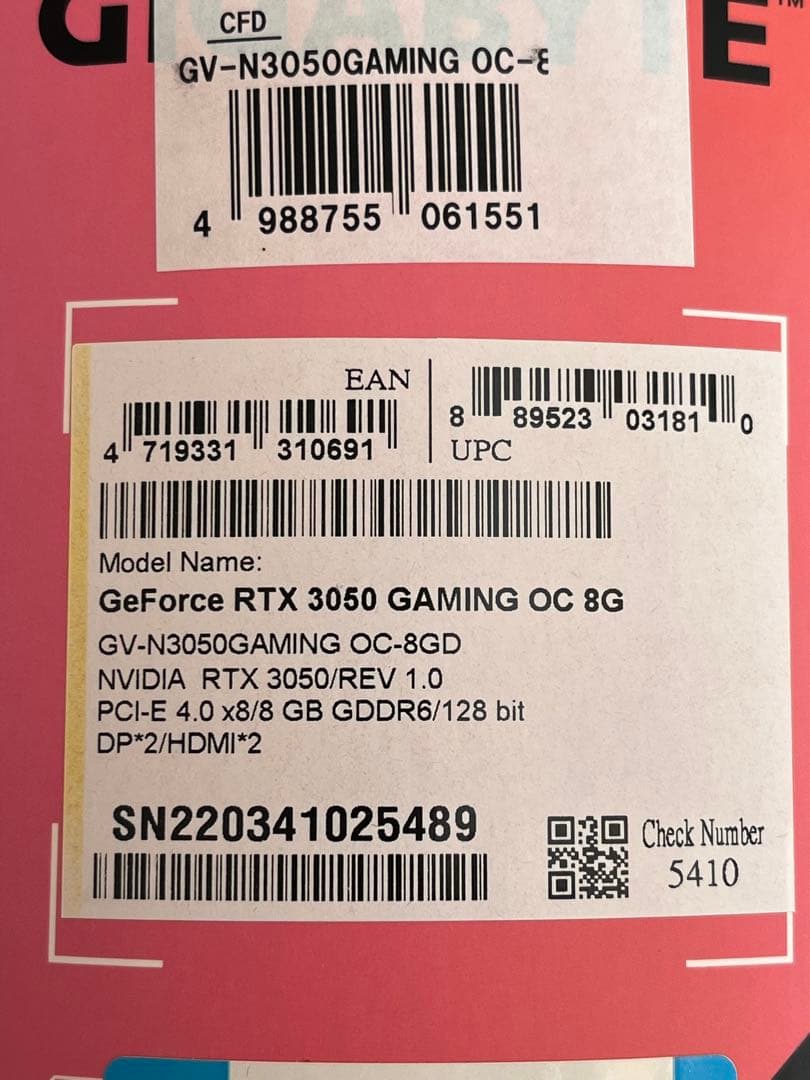 CFD
GV-N3050GAMING OC-8
4 988755 061551
EAN
4 719331 310691
8 89523 03181 0
UPC
Model Name:
GeForce RTX 3050 GAMING OC 8G
GV-N3050GAMING OC-8GD
NVIDIA RTX 3050/REV 1.0
PCI-E 4.0 x8/8 GB GDDR6/128 bit
DP*2/HDMI*2
SN220341025489
Check Number
5410